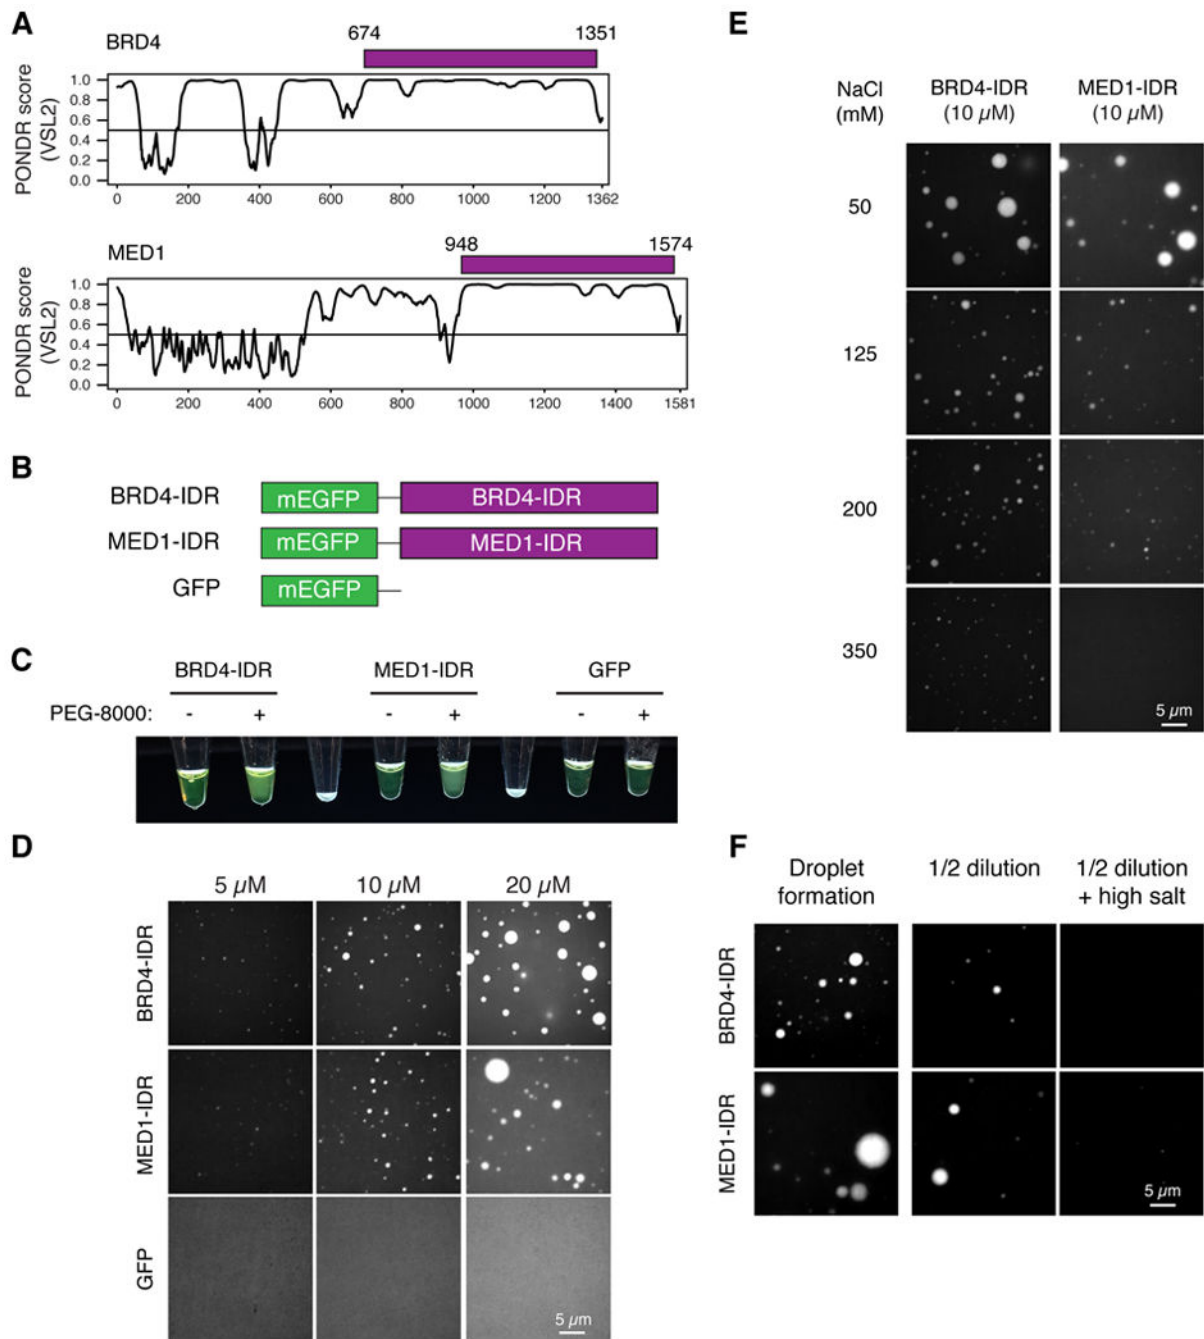 A
BRD4
674
1351
PONDR score
(VSL2)
1.0
0.8
0.6
0.4
0.2
0.0
0
200
400
600
800
1000
1200
1362
MED1
948
1574
PONDR score
(VSL2)
1.0
0.8
0.6
0.4
0.2
0.0
0
200
400
600
800
1000
1200
1400
1581
B
BRD4-IDR
mEGFP
BRD4-IDR
MED1-IDR
mEGFP
MED1-IDR
GFP
mEGFP
C
BRD4-IDR
MED1-IDR
GFP
PEG-8000:
- + - + - +
D
5 µM
10 µM
20 µM
BRD4-IDR
MED1-IDR
GFP
5 µm
E
NaCl
(mM)
BRD4-IDR
(10 µM)
MED1-IDR
(10 µM)
50
125
200
350
5 µm
F
Droplet
formation
1/2 dilution
1/2 dilution
+ high salt
BRD4-IDR
MED1-IDR
5 µm